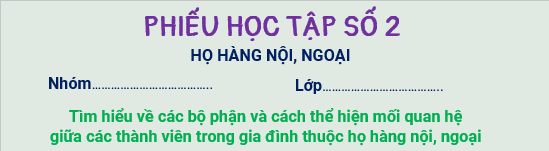 PHIẾU HỌC TẬP SỐ 2
HỌ HÀNG NỘI, NGOẠI
Nhóm……………………………….. Lớp………………………………..
Tìm hiểu về các bộ phận và cách thể hiện mối quan hệ
giữa các thành viên trong gia đình thuộc họ hàng nội, ngoại